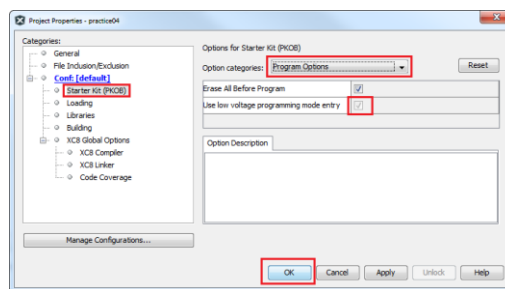 Project Properties - practice04
Categories:
General
File Inclusion/Exclusion
Conf: [default]
Starter Kit (PKOB)
Loading
Libraries
Building
XC8 Global Options
XC8 Compiler
XC8 Linker
Code Coverage
Manage Configurations...
Options for Starter Kit (PKOB)
Option categories: Program Options
Reset
Erase All Before Program
Use low voltage programming mode entry
Option Description
OK Cancel Apply Unlock Help